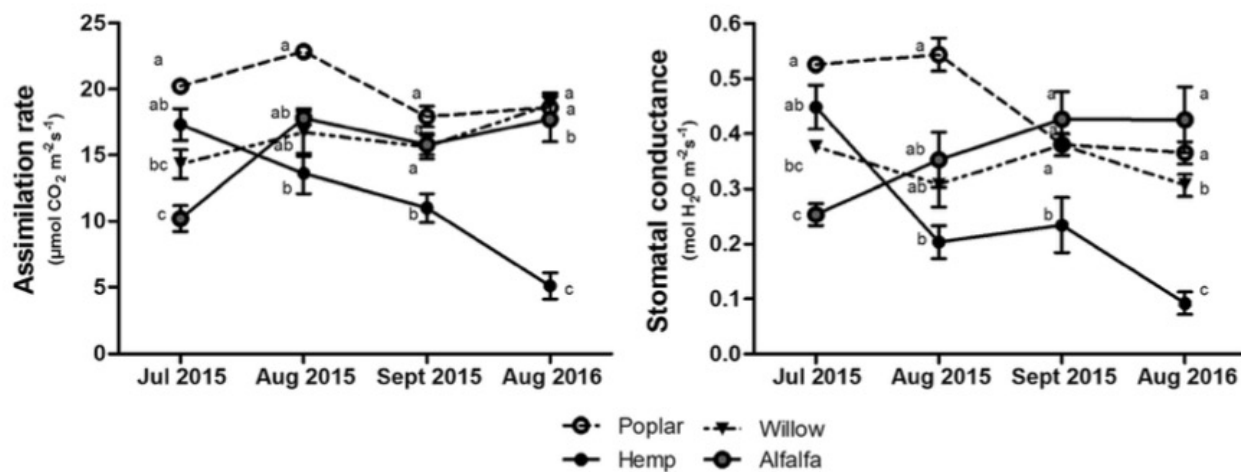 25
20
15
10
5
0
Assimilation rate
(µmol CO₂ m⁻²s⁻¹)
a
ab
bc
c
a
ab
ab
b
a
a
a
b
a
a
b
c
Jul 2015 Aug 2015 Sept 2015 Aug 2016
0.6
0.5
0.4
0.3
0.2
0.1
0.0
Stomatal conductance
(mol H₂O m⁻²s⁻¹)
a
ab
bc
c
a
ab
ab
b
a
a
a
b
a
a
b
c
Jul 2015 Aug 2015 Sept 2015 Aug 2016
Poplar Willow
Hemp Alfalfa